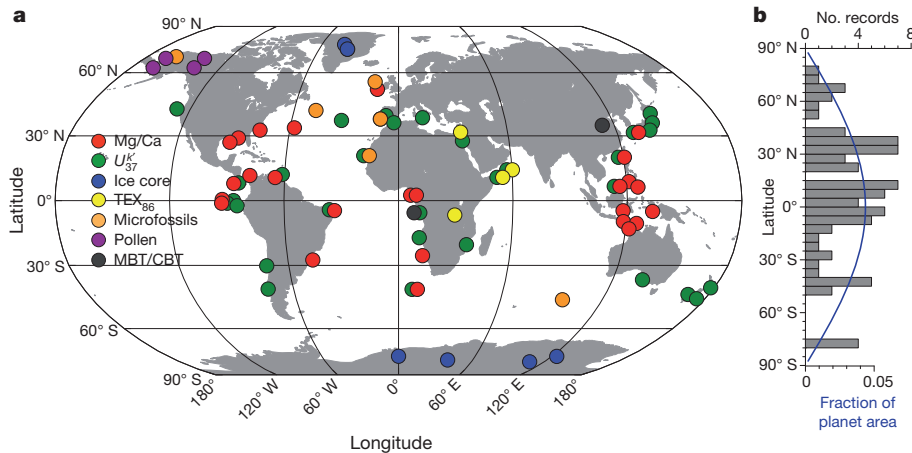 a
90° N
60° N
30° N
0°
30° S
60° S
90° S
Latitude
Mg/Ca
U37k′
Ice core
TEX86
Microfossils
Pollen
MBT/CBT
180°
120° W
60° W
0°
60° E
120° E
180°
Longitude
b
No. records
0 4 8
90° N
60° N
30° N
0°
30° S
60° S
90° S
Latitude
0 0.05
Fraction of
planet area